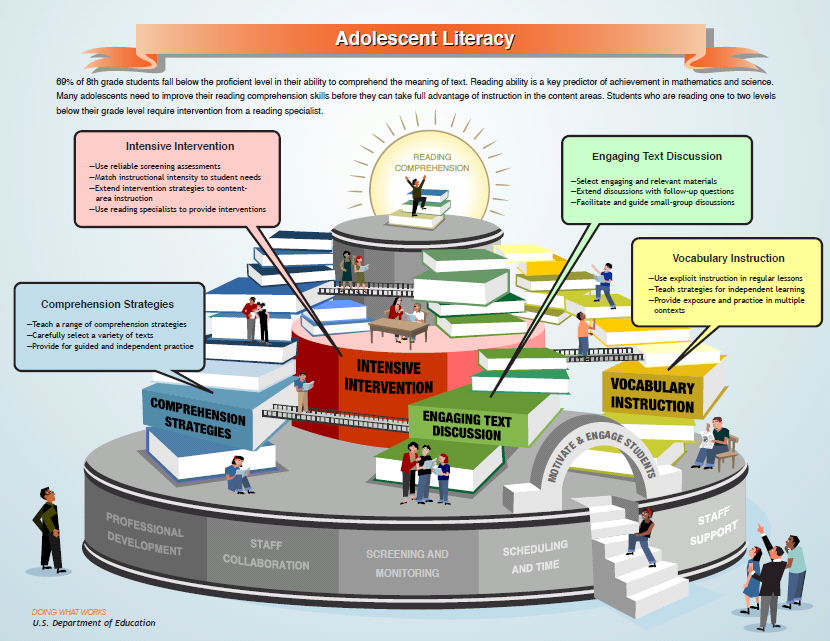 Adolescent Literacy
69% of 8th grade students fall below the proficient level in their ability to comprehend the meaning of text. Reading ability is a key predictor of achievement in mathematics and science.
Many adolescents need to improve their reading comprehension skills before they can take full advantage of instruction in the content areas. Students who are reading one to two levels
below their grade level require intervention from a reading specialist.
Intensive Intervention
—Use reliable screening assessments
—Match instructional intensity to student needs
—Extend intervention strategies to content-
area instruction
—Use reading specialists to provide interventions
READING
COMPREHENSION
Engaging Text Discussion
—Select engaging and relevant materials
—Extend discussions with follow-up questions
—Facilitate and guide small-group discussions
Vocabulary Instruction
—Use explicit instruction in regular lessons
—Teach strategies for independent learning
—Provide exposure and practice in multiple
contexts
Comprehension Strategies
—Teach a range of comprehension strategies
—Carefully select a variety of texts
—Provide for guided and independent practice
INTENSIVE
INTERVENTION
COMPREHENSION
STRATEGIES
ENGAGING TEXT
DISCUSSION
VOCABULARY
INSTRUCTION
MOTIVATE & ENGAGE STUDENTS
PROFESSIONAL
DEVELOPMENT
STAFF
COLLABORATION
SCREENING AND
MONITORING
SCHEDULING
AND TIME
STAFF
SUPPORT
DOING WHAT WORKS
U.S. Department of Education